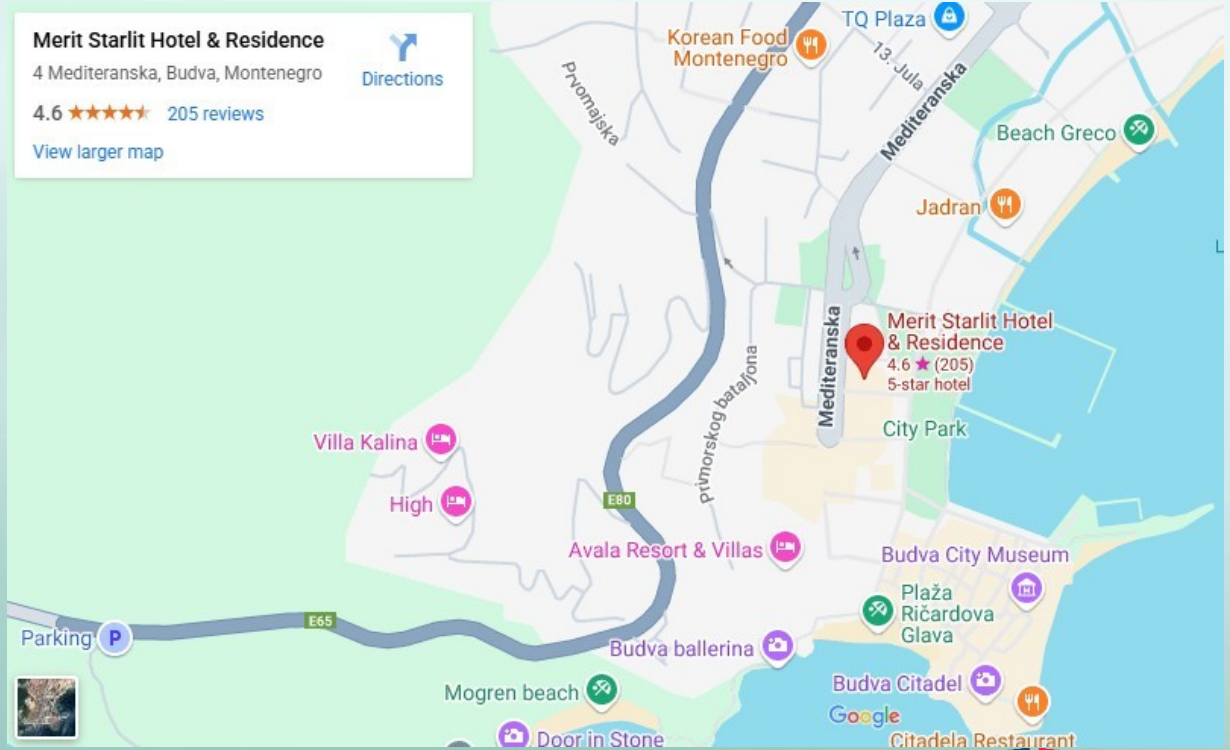 Merit Starlit Hotel & Residence
4 Mediteranska, Budva, Montenegro
4.6
205 reviews
View larger map
Directions
TQ Plaza
Korean Food
Montenegro
13. Jula
Prvomajska
Mediteranska
Beach Greco
Jadran
L
Merit Starlit Hotel
& Residence
4.6 ★ (205)
5-star hotel
Mediteranska
Primorskog bataljona
City Park
Villa Kalina
High
E80
Avala Resort & Villas
Budva City Museum
Plaža
Ričardova
Glava
E65
Parking
P
Budva ballerina
Mogren beach
Budva Citadel
Google
Door in Stone
Citadela Restaurant